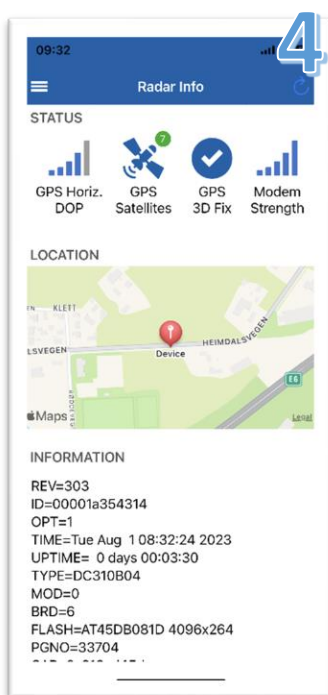 4
09:32
Radar Info
STATUS
7
GPS Horiz. DOP
GPS Satellites
GPS 3D Fix
Modem Strength
LOCATION
KLETT
LSVEGEN
HEIMDALSVEGEN
Device
E6
Maps
Legal
INFORMATION
REV=303
ID=00001a354314
OPT=1
TIME=Tue Aug 1 08:32:24 2023
UPTIME= 0 days 00:03:30
TYPE=DC310B04
MOD=0
BRD=6
FLASH=AT45DB081D 4096x264
PGNO=33704